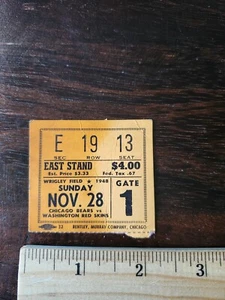 E 19 13
SEC. ROW SEAT
EAST STAND $4.00
Est. Price $3.33 Fed. Tax .67
WRIGLEY FIELD ★ 1948
SUNDAY
NOV. 28
CHICAGO BEARS vs
WASHINGTON RED SKINS
GATE
1
23 BENTLEY, MURRAY COMPANY, CHICAGO
1 2 3